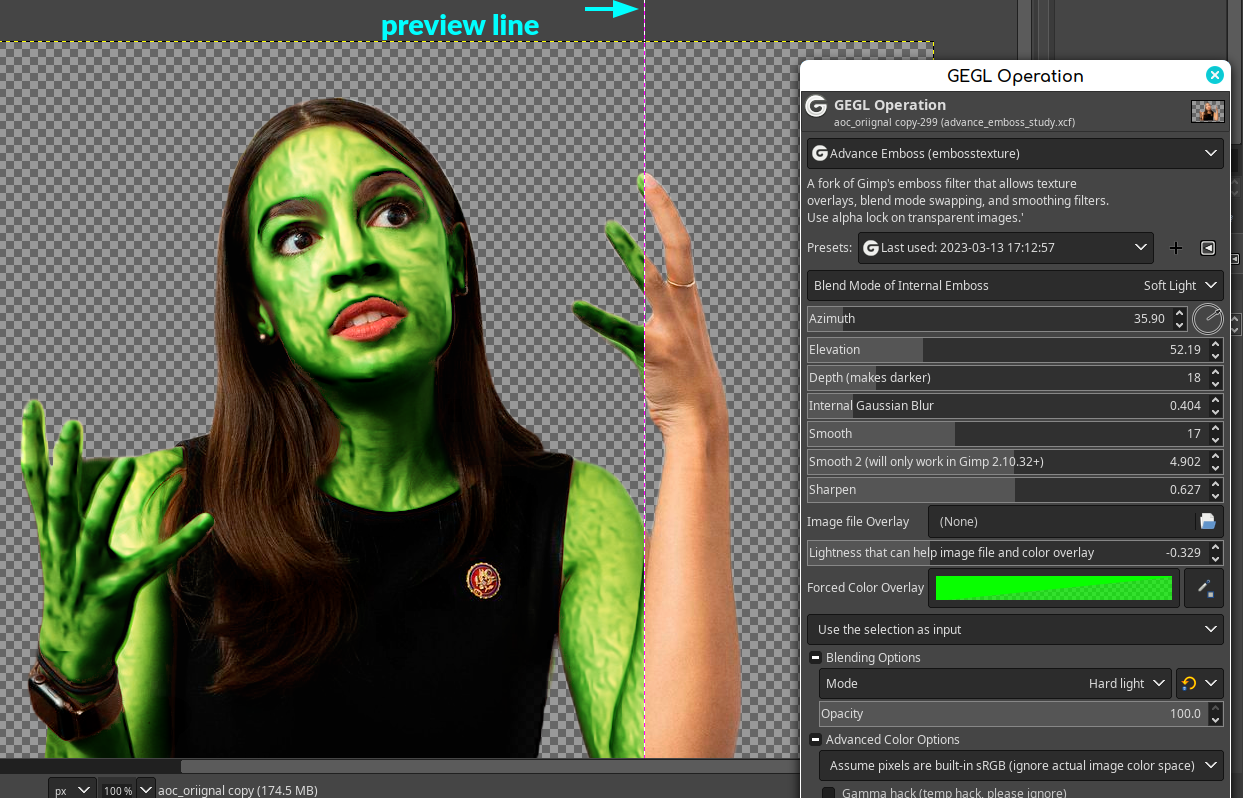 preview line
GEGL Operation
GEGL Operation
aoc_oriignal copy-299 (advance_emboss_study.xcf)
Advance Emboss (embosstexture)
A fork of Gimp's emboss filter that allows texture
overlays, blend mode swapping, and smoothing filters.
Use alpha lock on transparent images.'
Presets: Last used: 2023-03-13 17:12:57
Blend Mode of Internal Emboss Soft Light
Azimuth 35.90
Elevation 52.19
Depth (makes darker) 18
Internal Gaussian Blur 0.404
Smooth 17
Smooth 2 (will only work in Gimp 2.10.32+) 4.902
Sharpen 0.627
Image file Overlay (None)
Lightness that can help image file and color overlay -0.329
Forced Color Overlay
Use the selection as input
Blending Options
Mode Hard light
Opacity 100.0
Advanced Color Options
Assume pixels are built-in sRGB (ignore actual image color space)
Gamma hack (temp hack, please ignore)
px 100 % aoc_oriignal copy (174.5 MB)